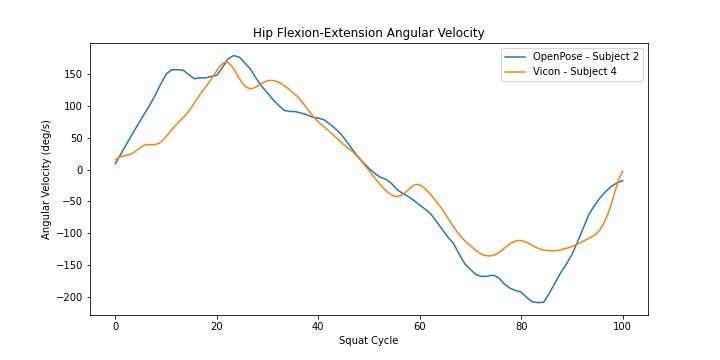 Hip Flexion-Extension Angular Velocity
OpenPose - Subject 2
Vicon - Subject 4
Angular Velocity (deg/s)
150
100
50
0
−50
−100
−150
−200
0 20 40 60 80 100
Squat Cycle